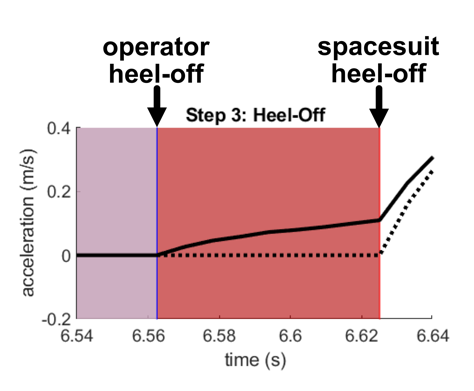 operator
heel-off
spacesuit
heel-off
Step 3: Heel-Off
acceleration (m/s)
0.4
0.2
0
-0.2
6.54 6.56 6.58 6.6 6.62 6.64
time (s)